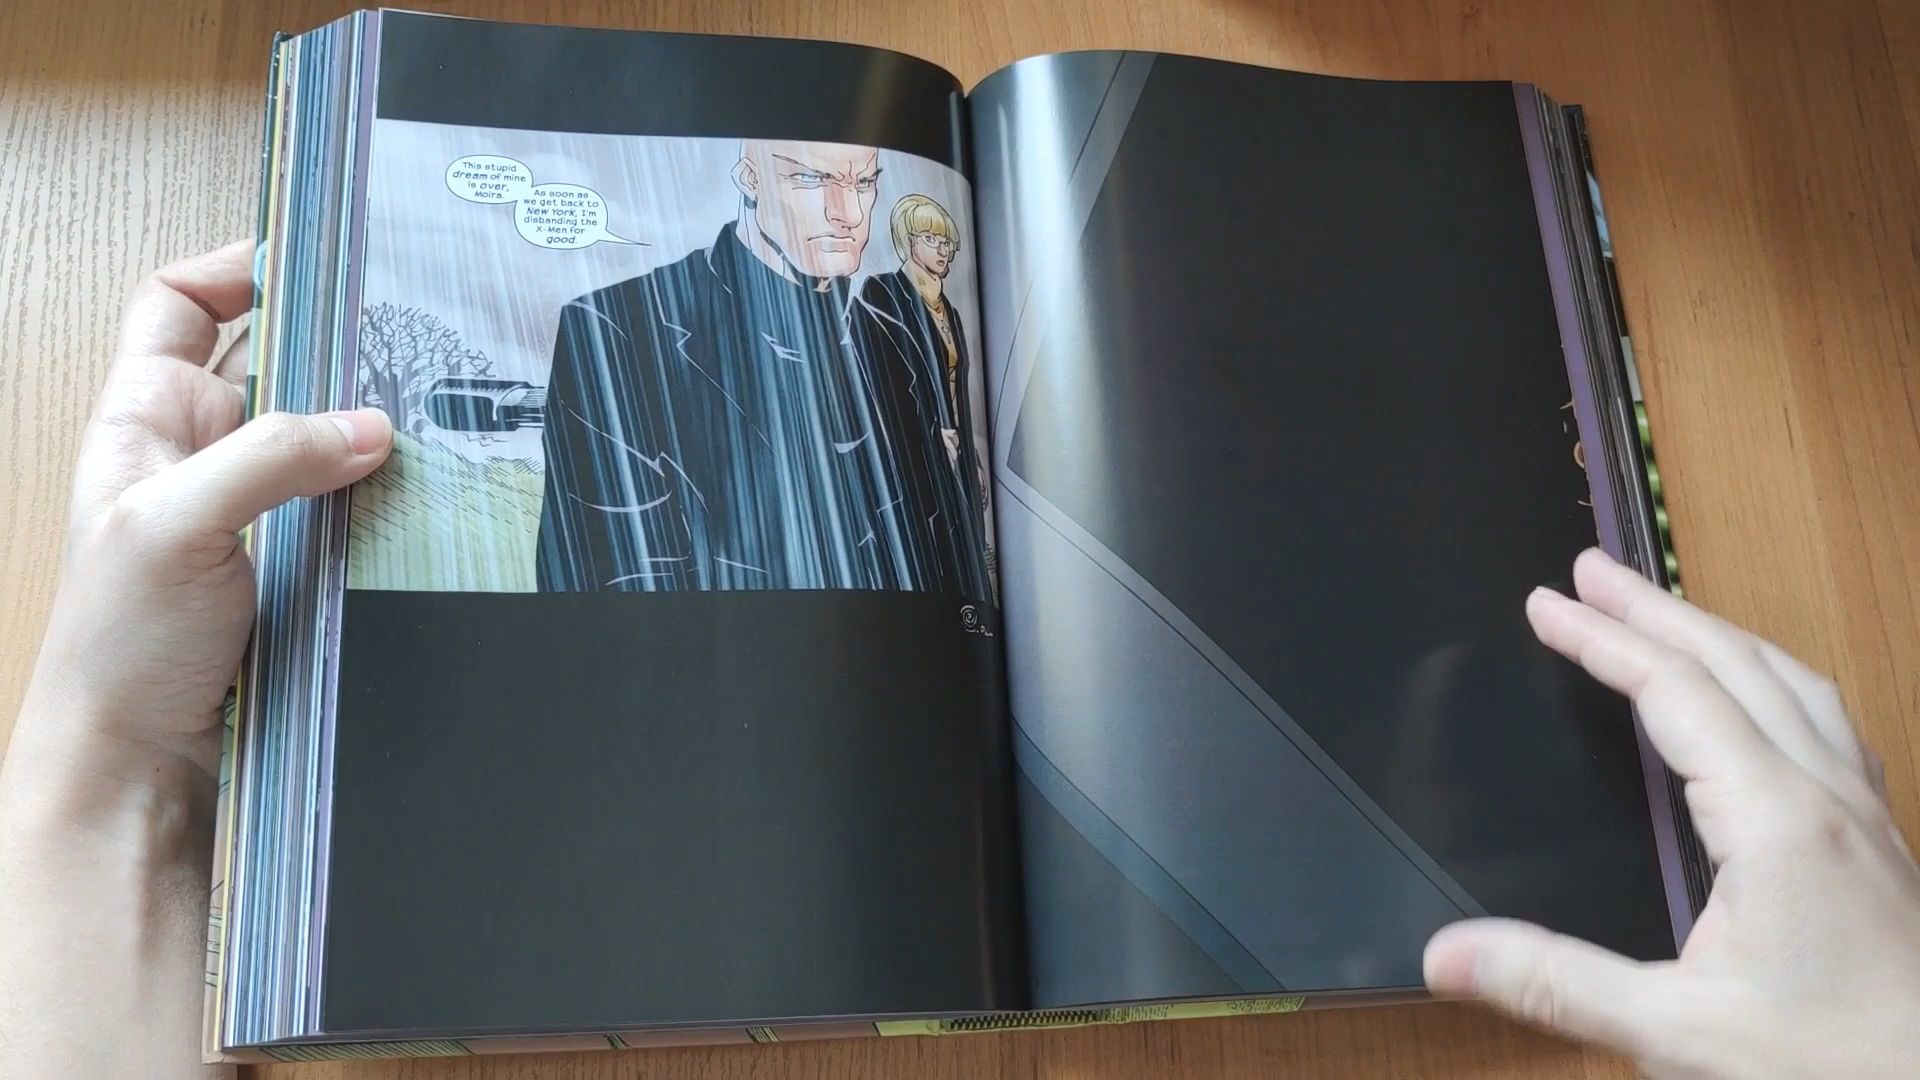 This stupid
dream of mine
is over,
Moira.
As soon as
we get back to
New York, I'm
disbanding the
X-Men for
good.